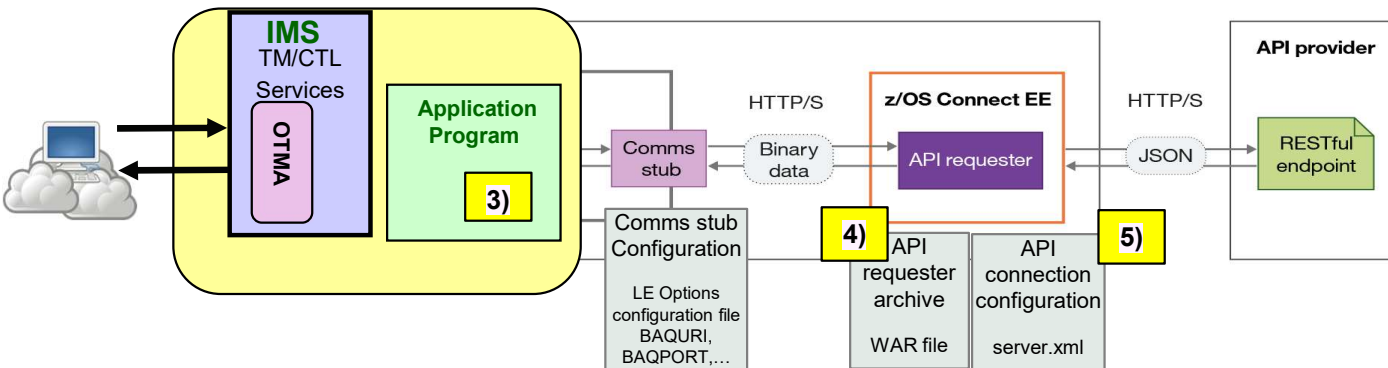 IMS
TM/CTL
Services
OTMA
Application
Program
3)
Comms
stub
Comms stub
Configuration
LE Options
configuration file
BAQURI,
BAQPORT,...
HTTP/S
Binary
data
z/OS Connect EE
API requester
4)
API
requester
archive
WAR file
API
connection
configuration
server.xml
5)
HTTP/S
JSON
API provider
RESTful
endpoint